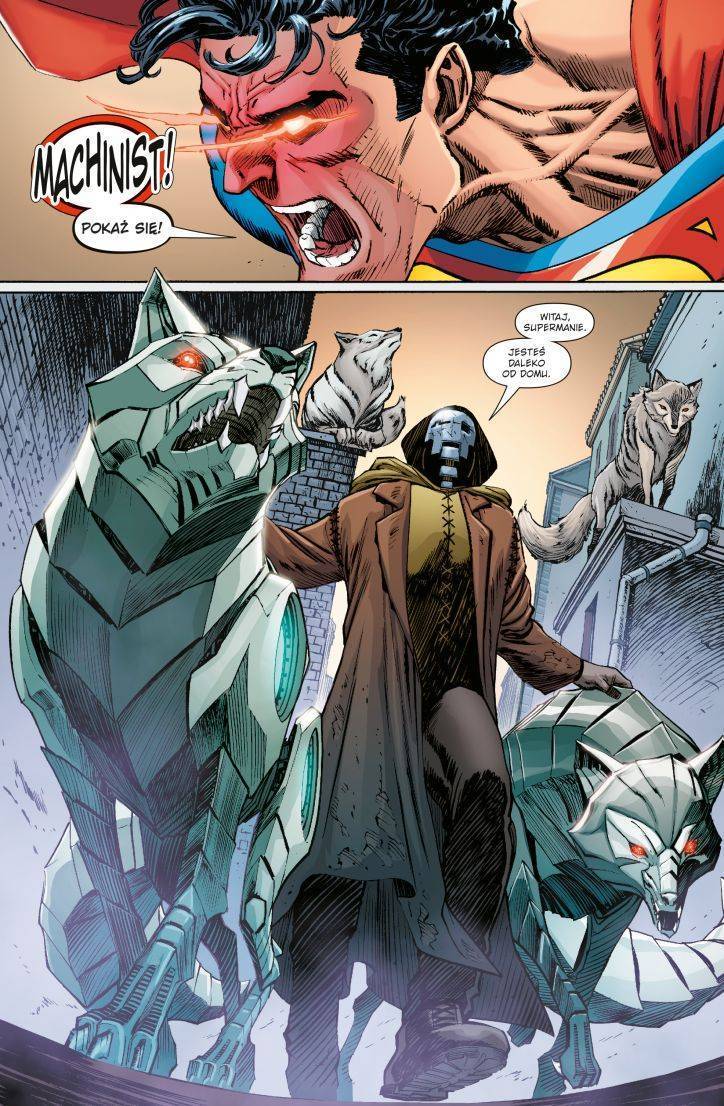 MACHINIST!
POKAŻ SIĘ!
WITAJ,
SUPERMANIE.
JESTEŚ
DALEKO
OD DOMU.